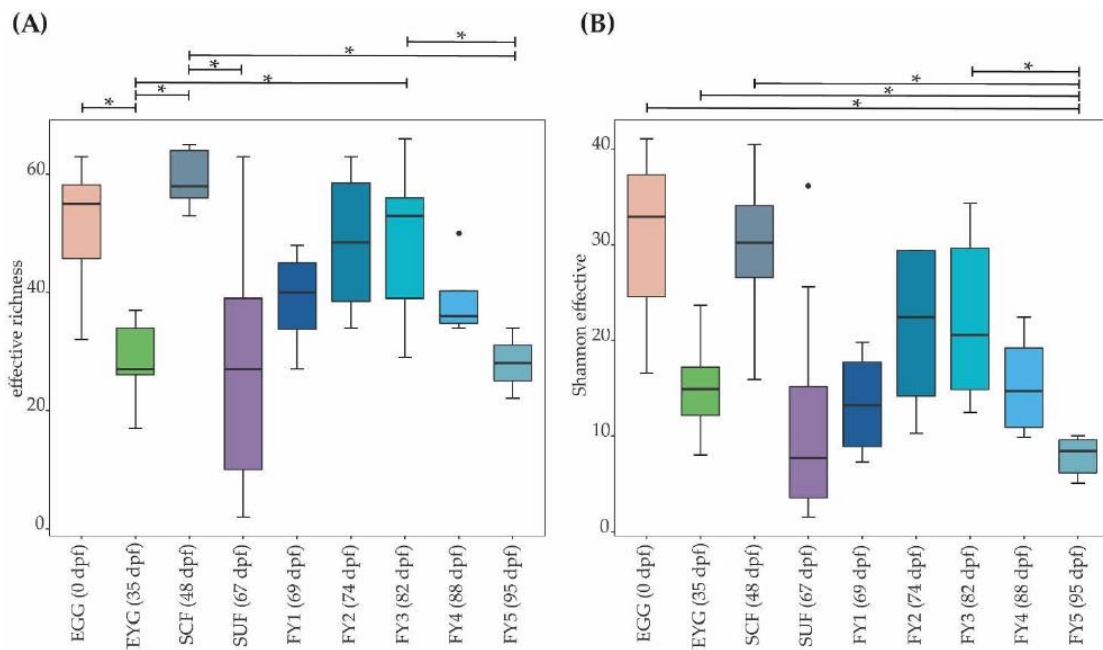 (A)
*
*
*
*
*
*
effective richness
60
40
20
0
EGG (0 dpf)
EYG (35 dpf)
SCF (48 dpf)
SUF (67 dpf)
FY1 (69 dpf)
FY2 (74 dpf)
FY3 (82 dpf)
FY4 (88 dpf)
FY5 (95 dpf)
(B)
*
*
*
*
Shannon effective
40
30
20
10
0
EGG (0 dpf)
EYG (35 dpf)
SCF (48 dpf)
SUF (67 dpf)
FY1 (69 dpf)
FY2 (74 dpf)
FY3 (82 dpf)
FY4 (88 dpf)
FY5 (95 dpf)